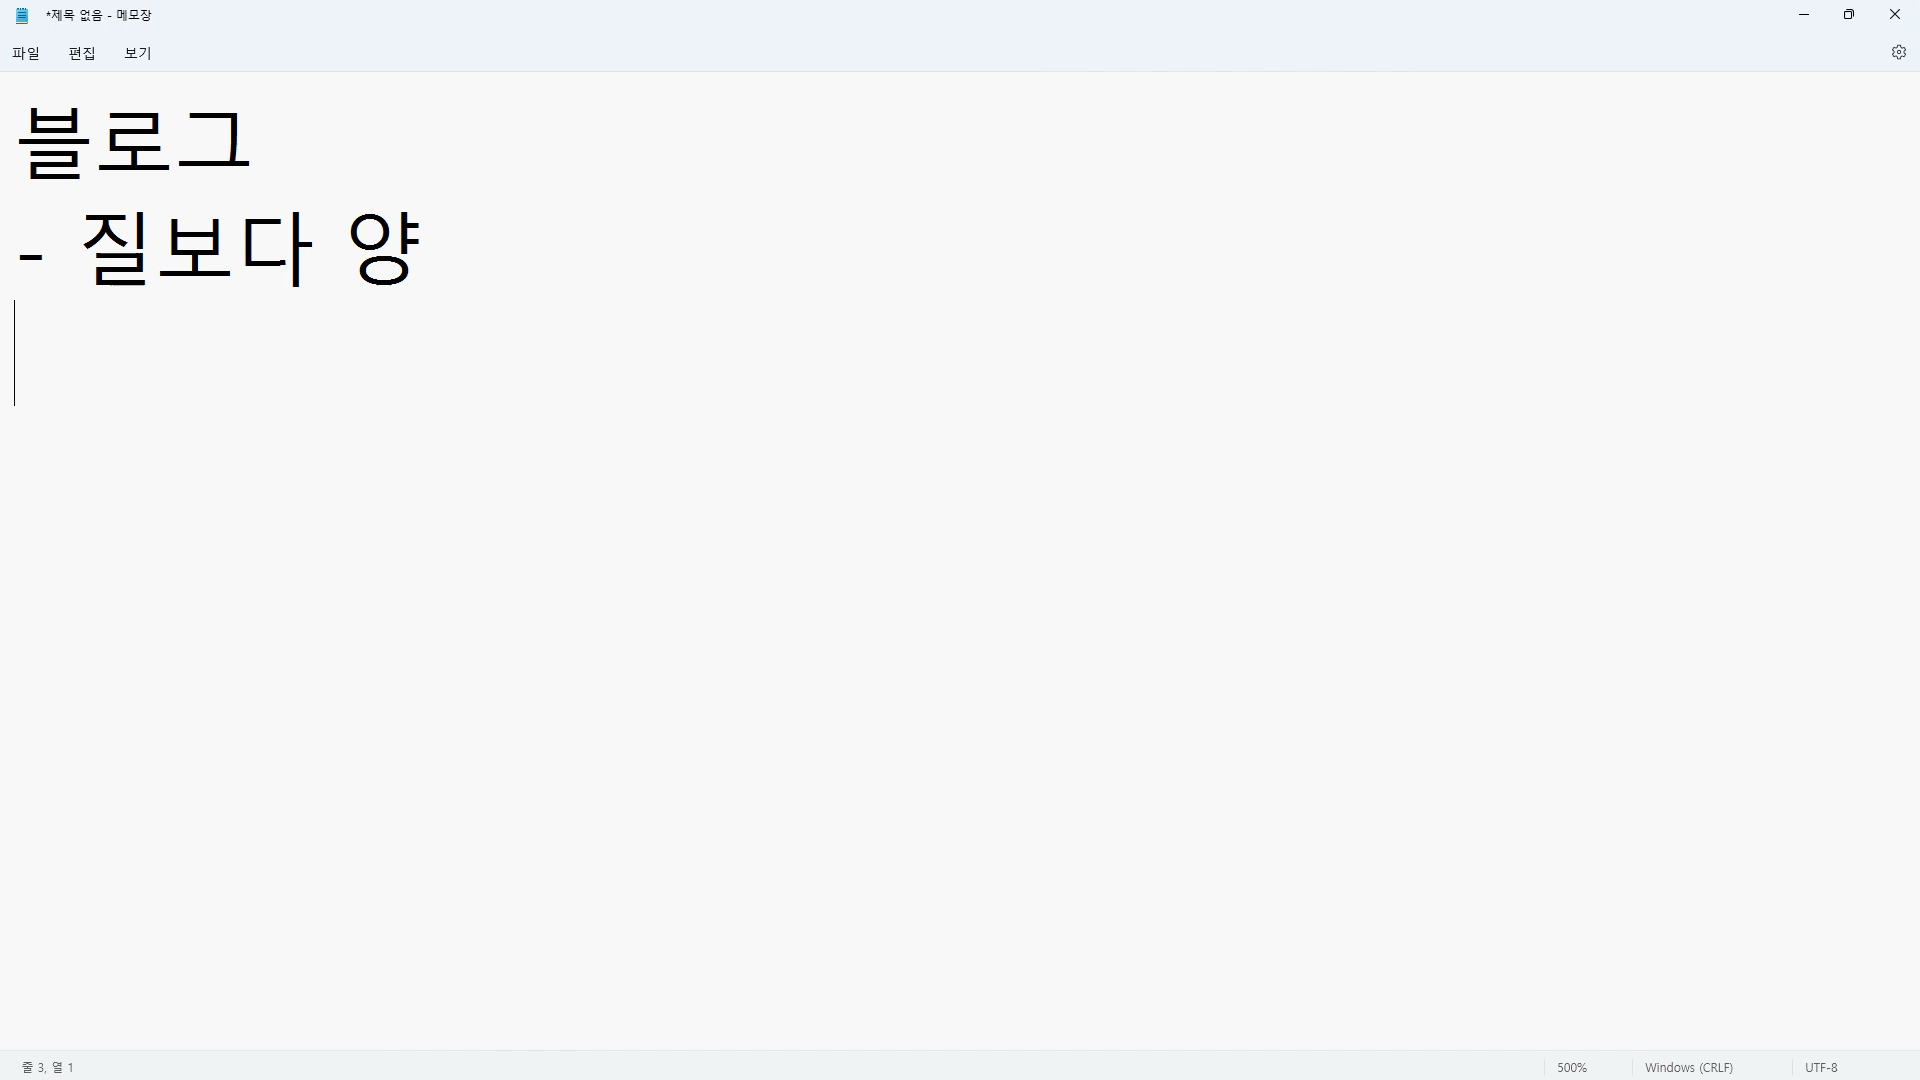 *제목 없음 - 메모장
파일 편집 보기
블로그
- 질보다 양
줄 3, 열 1 500% Windows (CRLF) UTF-8